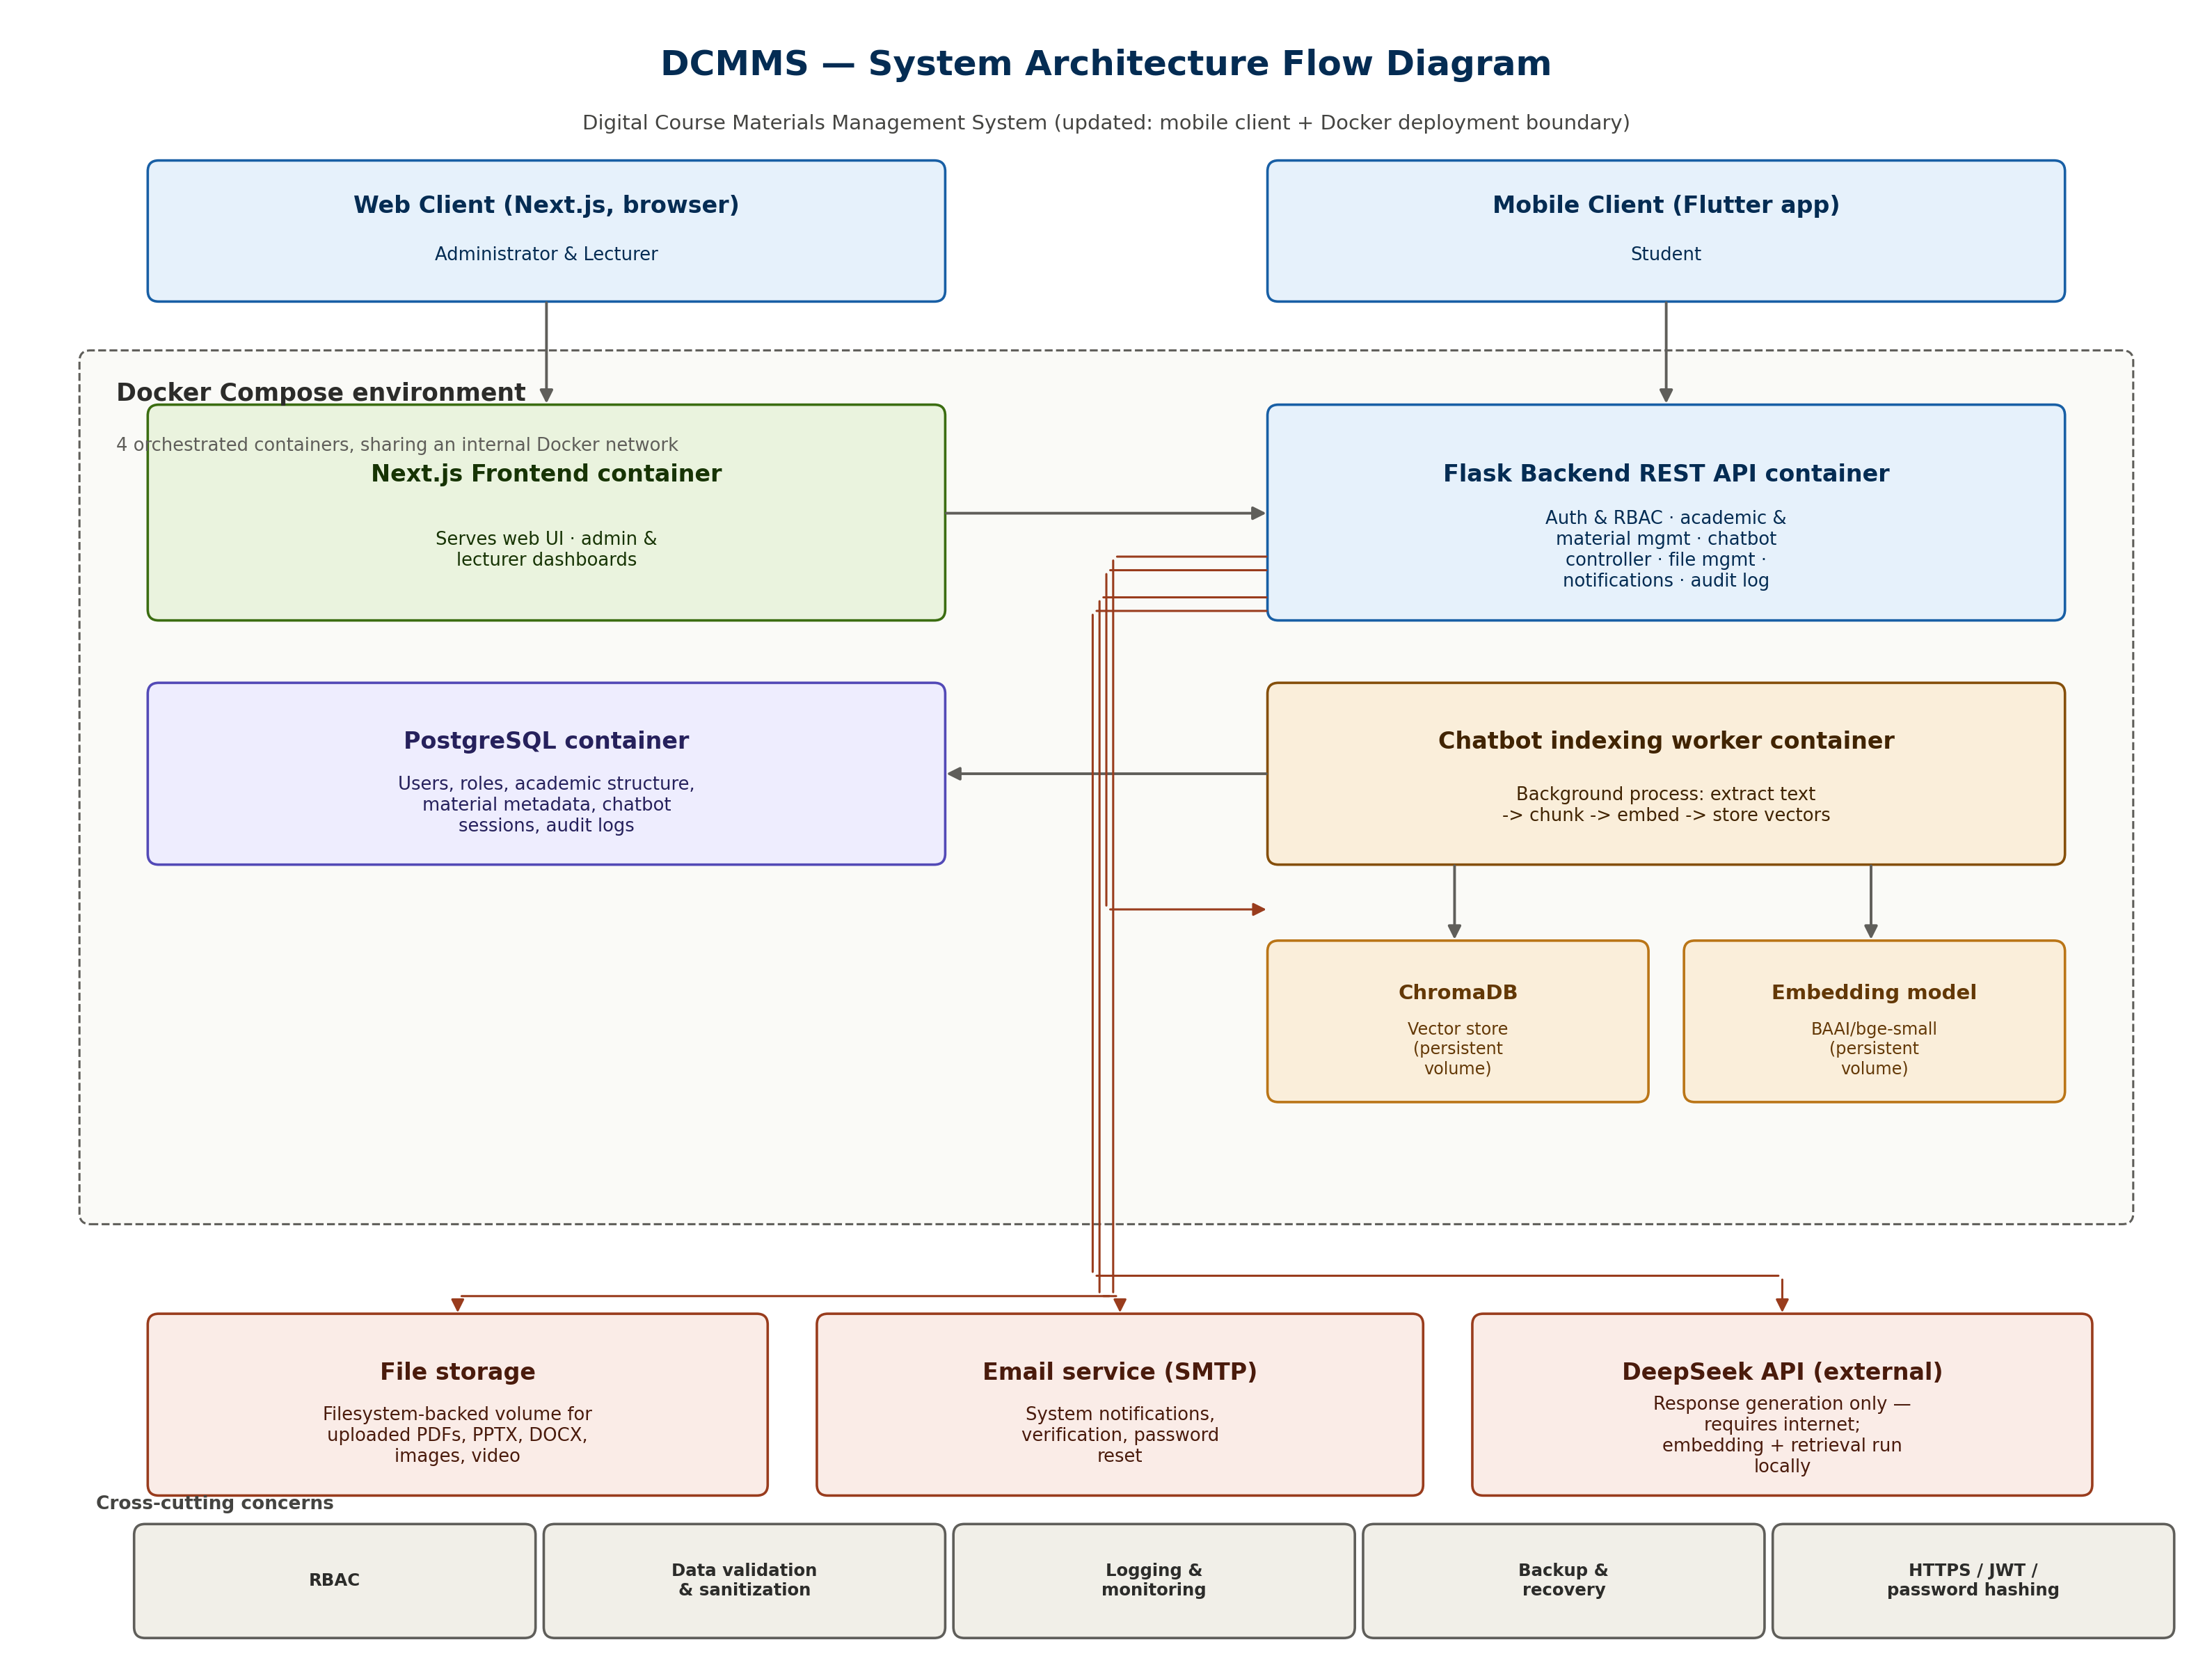 DCMMS — System Architecture Flow Diagram
Digital Course Materials Management System (updated: mobile client + Docker deployment boundary)
Web Client (Next.js, browser)
Administrator & Lecturer
Mobile Client (Flutter app)
Student
Docker Compose environment
4 orchestrated containers, sharing an internal Docker network
Next.js Frontend container
Serves web UI · admin &
lecturer dashboards
Flask Backend REST API container
Auth & RBAC · academic &
material mgmt · chatbot
controller · file mgmt ·
notifications · audit log
PostgreSQL container
Users, roles, academic structure,
material metadata, chatbot
sessions, audit logs
Chatbot indexing worker container
Background process: extract text
-> chunk -> embed -> store vectors
ChromaDB
Vector store
(persistent
volume)
Embedding model
BAAI/bge-small
(persistent
volume)
File storage
Filesystem-backed volume for
uploaded PDFs, PPTX, DOCX,
images, video
Email service (SMTP)
System notifications,
verification, password
reset
DeepSeek API (external)
Response generation only —
requires internet;
embedding + retrieval run
locally
Cross-cutting concerns
RBAC
Data validation
& sanitization
Logging &
monitoring
Backup &
recovery
HTTPS / JWT /
password hashing